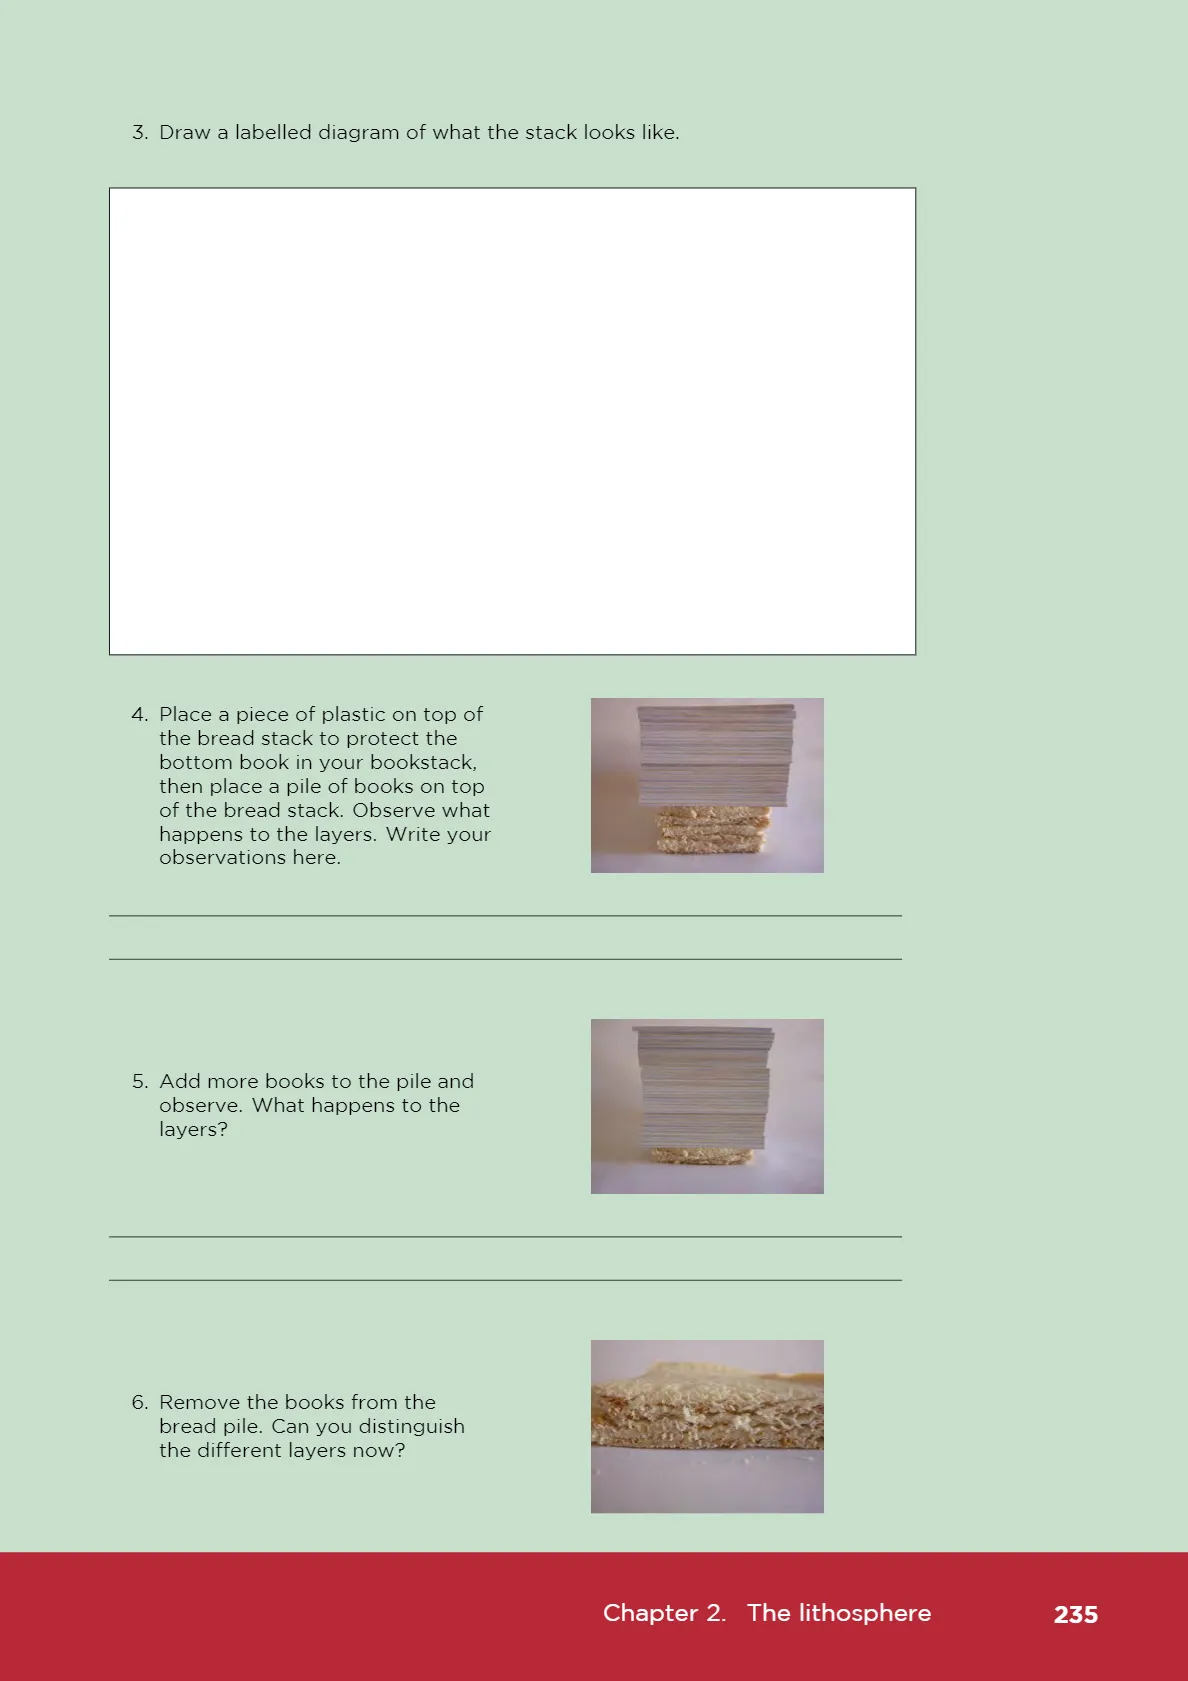 3. Draw a labelled diagram of what the stack looks like.
4. Place a piece of plastic on top of
the bread stack to protect the
bottom book in your bookstack,
then place a pile of books on top
of the bread stack. Observe what
happens to the layers. Write your
observations here.
5. Add more books to the pile and
observe. What happens to the
layers?
6. Remove the books from the
bread pile. Can you distinguish
the different layers now?
Chapter 2. The lithosphere 235